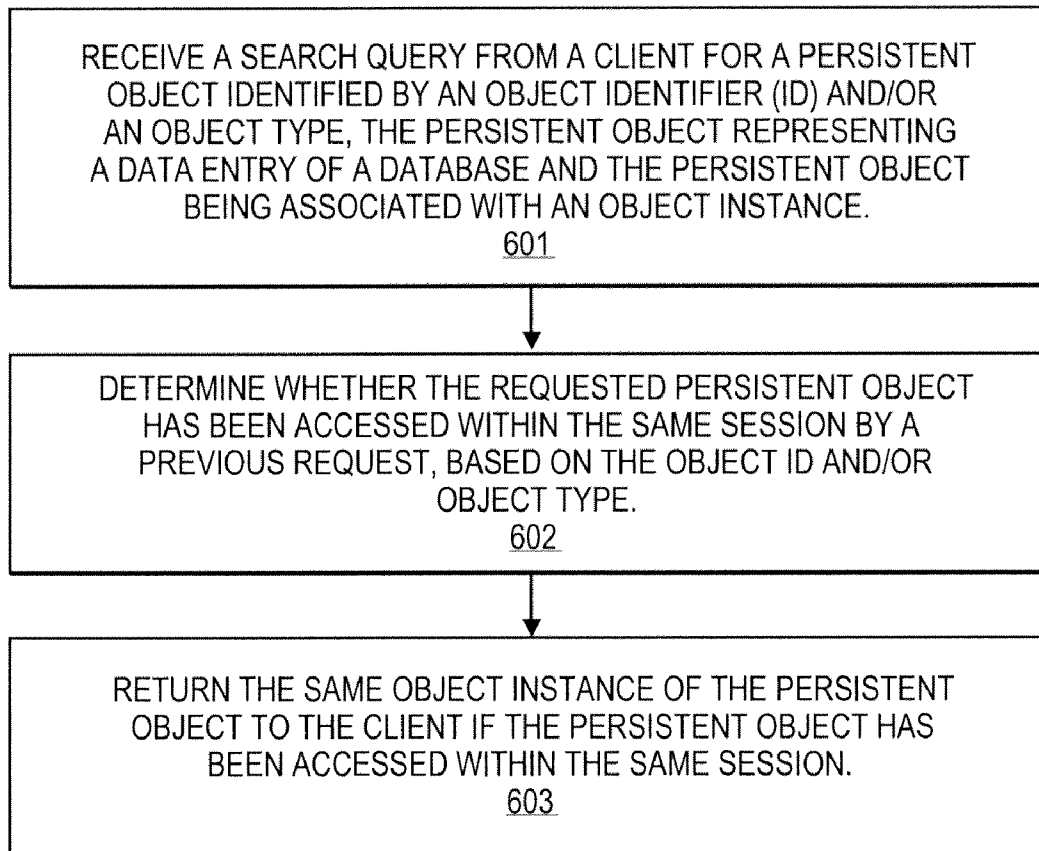 RECEIVE A SEARCH QUERY FROM A CLIENT FOR A PERSISTENT
OBJECT IDENTIFIED BY AN OBJECT IDENTIFIER (ID) AND/OR
AN OBJECT TYPE, THE PERSISTENT OBJECT REPRESENTING
A DATA ENTRY OF A DATABASE AND THE PERSISTENT OBJECT
BEING ASSOCIATED WITH AN OBJECT INSTANCE.
601
DETERMINE WHETHER THE REQUESTED PERSISTENT OBJECT
HAS BEEN ACCESSED WITHIN THE SAME SESSION BY A
PREVIOUS REQUEST, BASED ON THE OBJECT ID AND/OR
OBJECT TYPE.
602
RETURN THE SAME OBJECT INSTANCE OF THE PERSISTENT
OBJECT TO THE CLIENT IF THE PERSISTENT OBJECT HAS
BEEN ACCESSED WITHIN THE SAME SESSION.
603